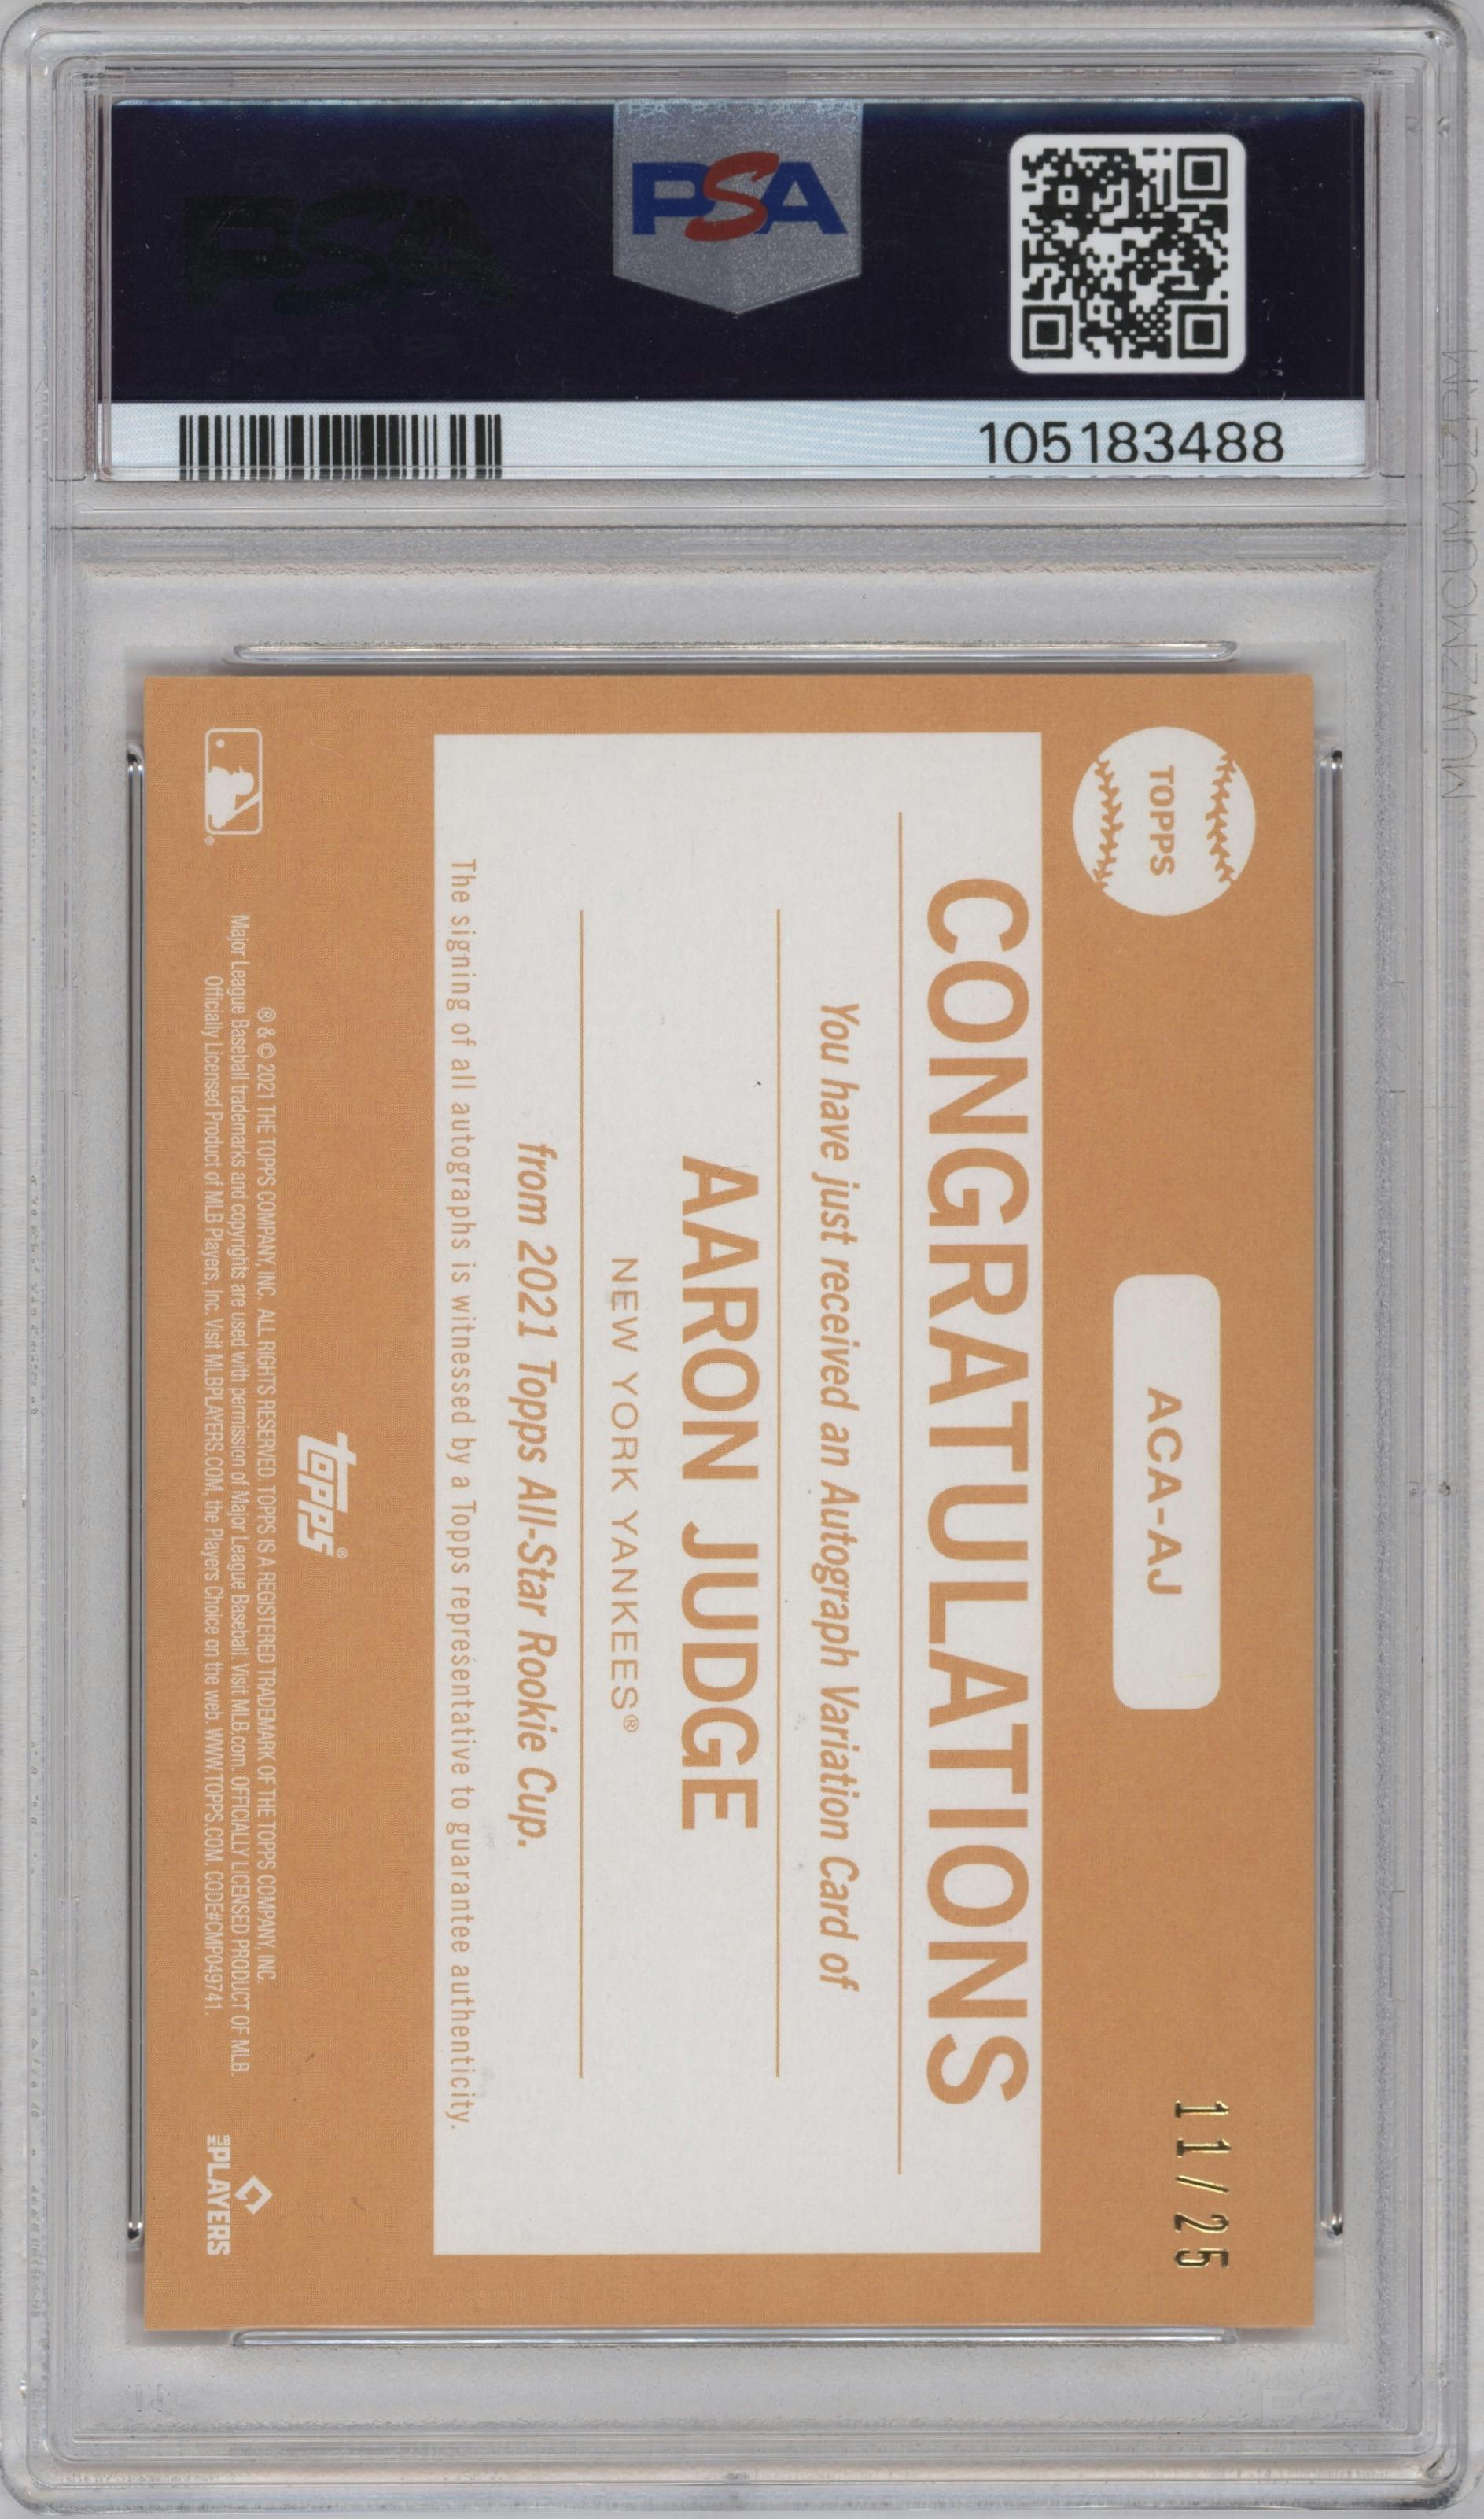 PSA
PSA
105183488
TOPPS
ACA-AJ
11/25
CONGRATULATIONS
You have just received an Autograph Variation Card of
AARON JUDGE
NEW YORK YANKEES®
from 2021 Topps All-Star Rookie Cup.
The signing of all autographs is witnessed by a Topps representative to guarantee authenticity.
topps®
® & © 2021 THE TOPPS COMPANY, INC. ALL RIGHTS RESERVED. TOPPS IS A REGISTERED TRADEMARK OF THE TOPPS COMPANY, INC.
Major League Baseball trademarks and copyrights are used with permission of Major League Baseball. Visit MLB.com. OFFICIALLY LICENSED PRODUCT OF MLB.
Officially Licensed Product of MLB Players, Inc. Visit MLBPLAYERS.COM, the Players Choice on the web. WWW.TOPPS.COM. CODE#CMP049741.
MLB PLAYERS